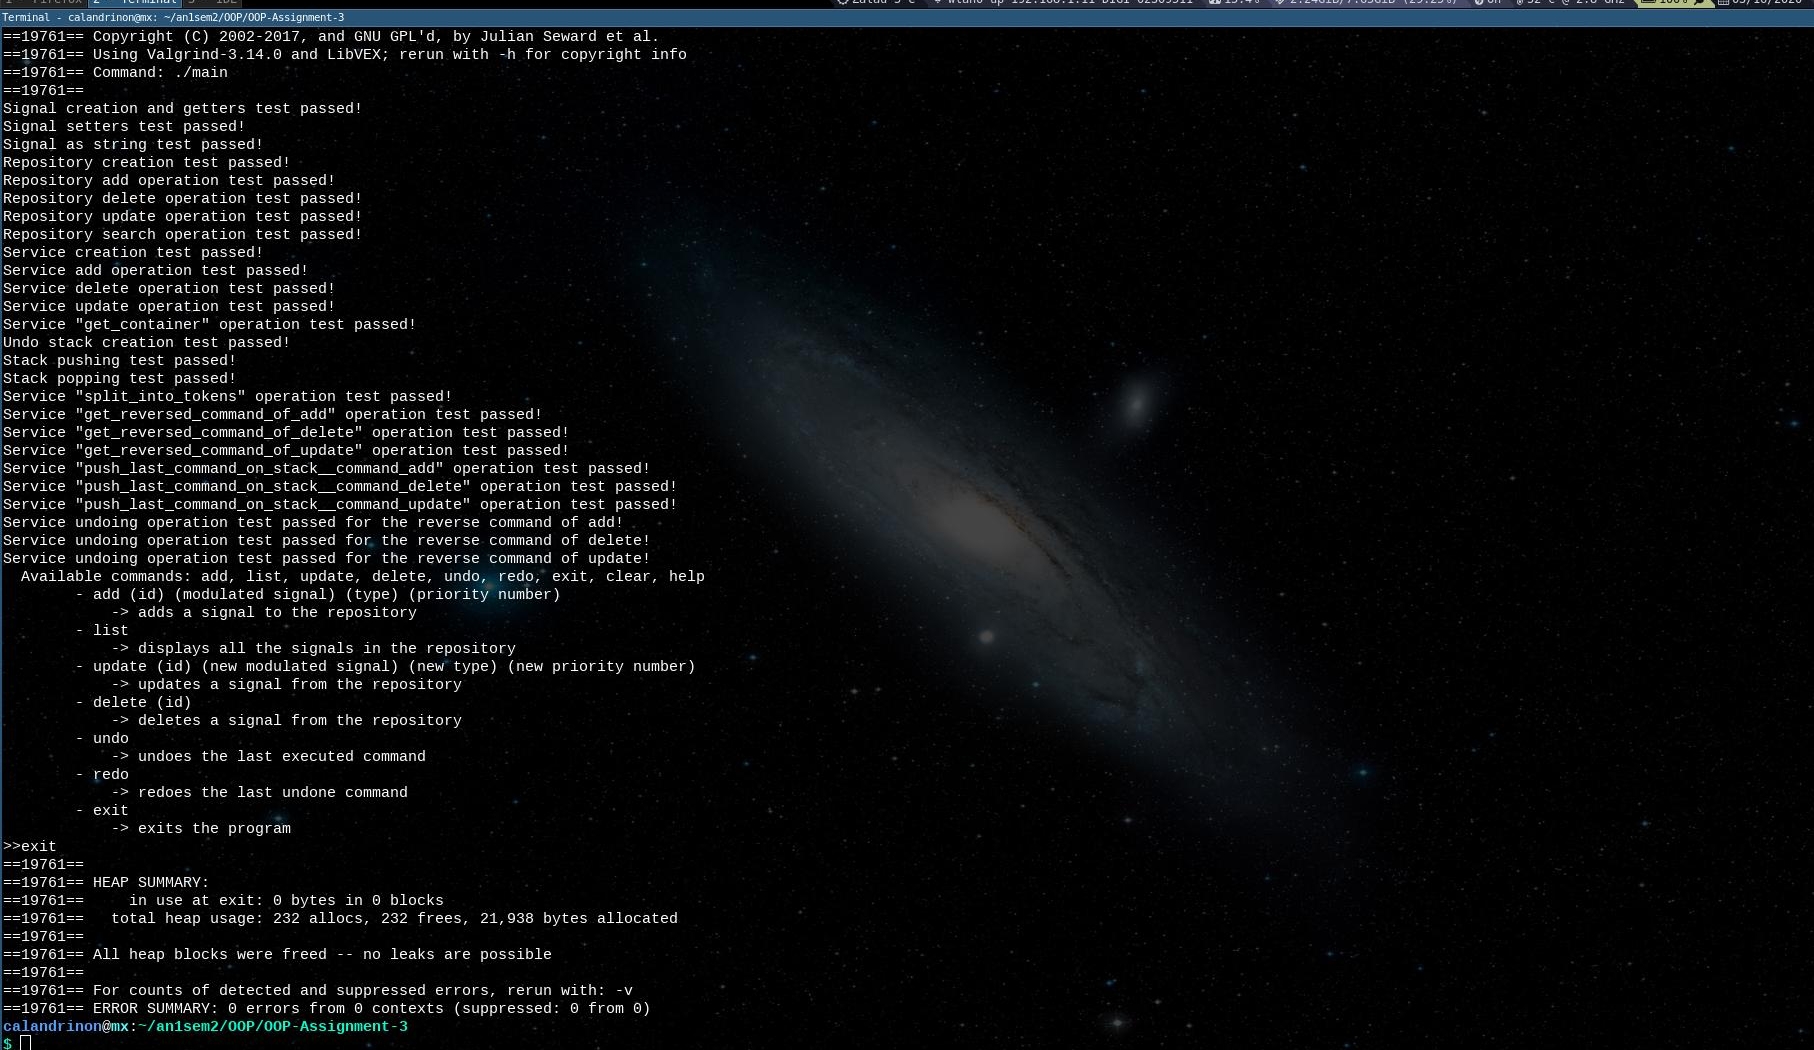 Terminal - calandrinon@mx: ~/an1sem2/OOP/OOP-Assignment-3
==19761== Copyright (C) 2002-2017, and GNU GPL'd, by Julian Seward et al.
==19761== Using Valgrind-3.14.0 and LibVEX; rerun with -h for copyright info
==19761== Command: ./main
==19761==
Signal creation and getters test passed!
Signal setters test passed!
Signal as string test passed!
Repository creation test passed!
Repository add operation test passed!
Repository delete operation test passed!
Repository update operation test passed!
Repository search operation test passed!
Service creation test passed!
Service add operation test passed!
Service delete operation test passed!
Service update operation test passed!
Service "get_container" operation test passed!
Undo stack creation test passed!
Stack pushing test passed!
Stack popping test passed!
Service "split_into_tokens" operation test passed!
Service "get_reversed_command_of_add" operation test passed!
Service "get_reversed_command_of_delete" operation test passed!
Service "get_reversed_command_of_update" operation test passed!
Service "push_last_command_on_stack__command_add" operation test passed!
Service "push_last_command_on_stack__command_delete" operation test passed!
Service "push_last_command_on_stack__command_update" operation test passed!
Service undoing operation test passed for the reverse command of add!
Service undoing operation test passed for the reverse command of delete!
Service undoing operation test passed for the reverse command of update!
Available commands: add, list, update, delete, undo, redo, exit, clear, help
- add (id) (modulated signal) (type) (priority number)
-> adds a signal to the repository
- list
-> displays all the signals in the repository
- update (id) (new modulated signal) (new type) (new priority number)
-> updates a signal from the repository
- delete (id)
-> deletes a signal from the repository
- undo
-> undoes the last executed command
- redo
-> redoes the last undone command
- exit
-> exits the program
>>exit
==19761==
==19761== HEAP SUMMARY:
==19761== in use at exit: 0 bytes in 0 blocks
==19761== total heap usage: 232 allocs, 232 frees, 21,938 bytes allocated
==19761==
==19761== All heap blocks were freed -- no leaks are possible
==19761==
==19761== For counts of detected and suppressed errors, rerun with: -v
==19761== ERROR SUMMARY: 0 errors from 0 contexts (suppressed: 0 from 0)
calandrinon@mx:~/an1sem2/OOP/OOP-Assignment-3
$